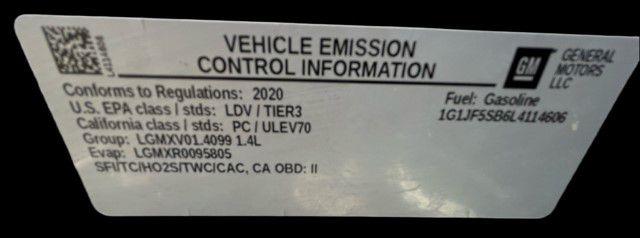 VEHICLE EMISSION
CONTROL INFORMATION
L4114606
GM
GENERAL
MOTORS
LLC
Conforms to Regulations: 2020
U.S. EPA class / stds: LDV / TIER3
California class / stds: PC / ULEV70
Group: LGMXV01.4099 1.4L
Evap: LGMXR0095805
SFI/TC/HO2S/TWC/CAC, CA OBD: II
Fuel: Gasoline
1G1JF5SB6L4114606